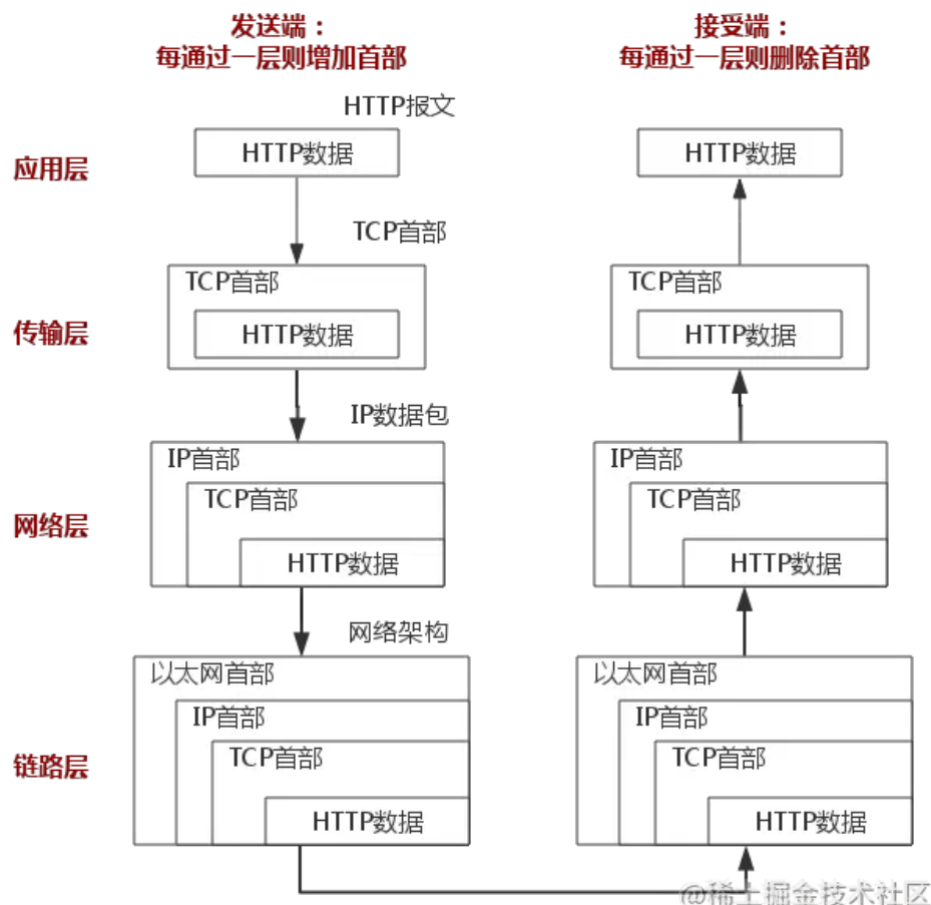 发送端：
每通过一层则增加首部
接受端：
每通过一层则删除首部
HTTP报文
应用层
HTTP数据
HTTP数据
TCP首部
TCP首部
TCP首部
传输层
HTTP数据
HTTP数据
IP数据包
IP首部
IP首部
TCP首部
TCP首部
网络层
HTTP数据
HTTP数据
网络架构
以太网首部
以太网首部
IP首部
IP首部
TCP首部
TCP首部
链路层
HTTP数据
HTTP数据
@稀土掘金技术社区